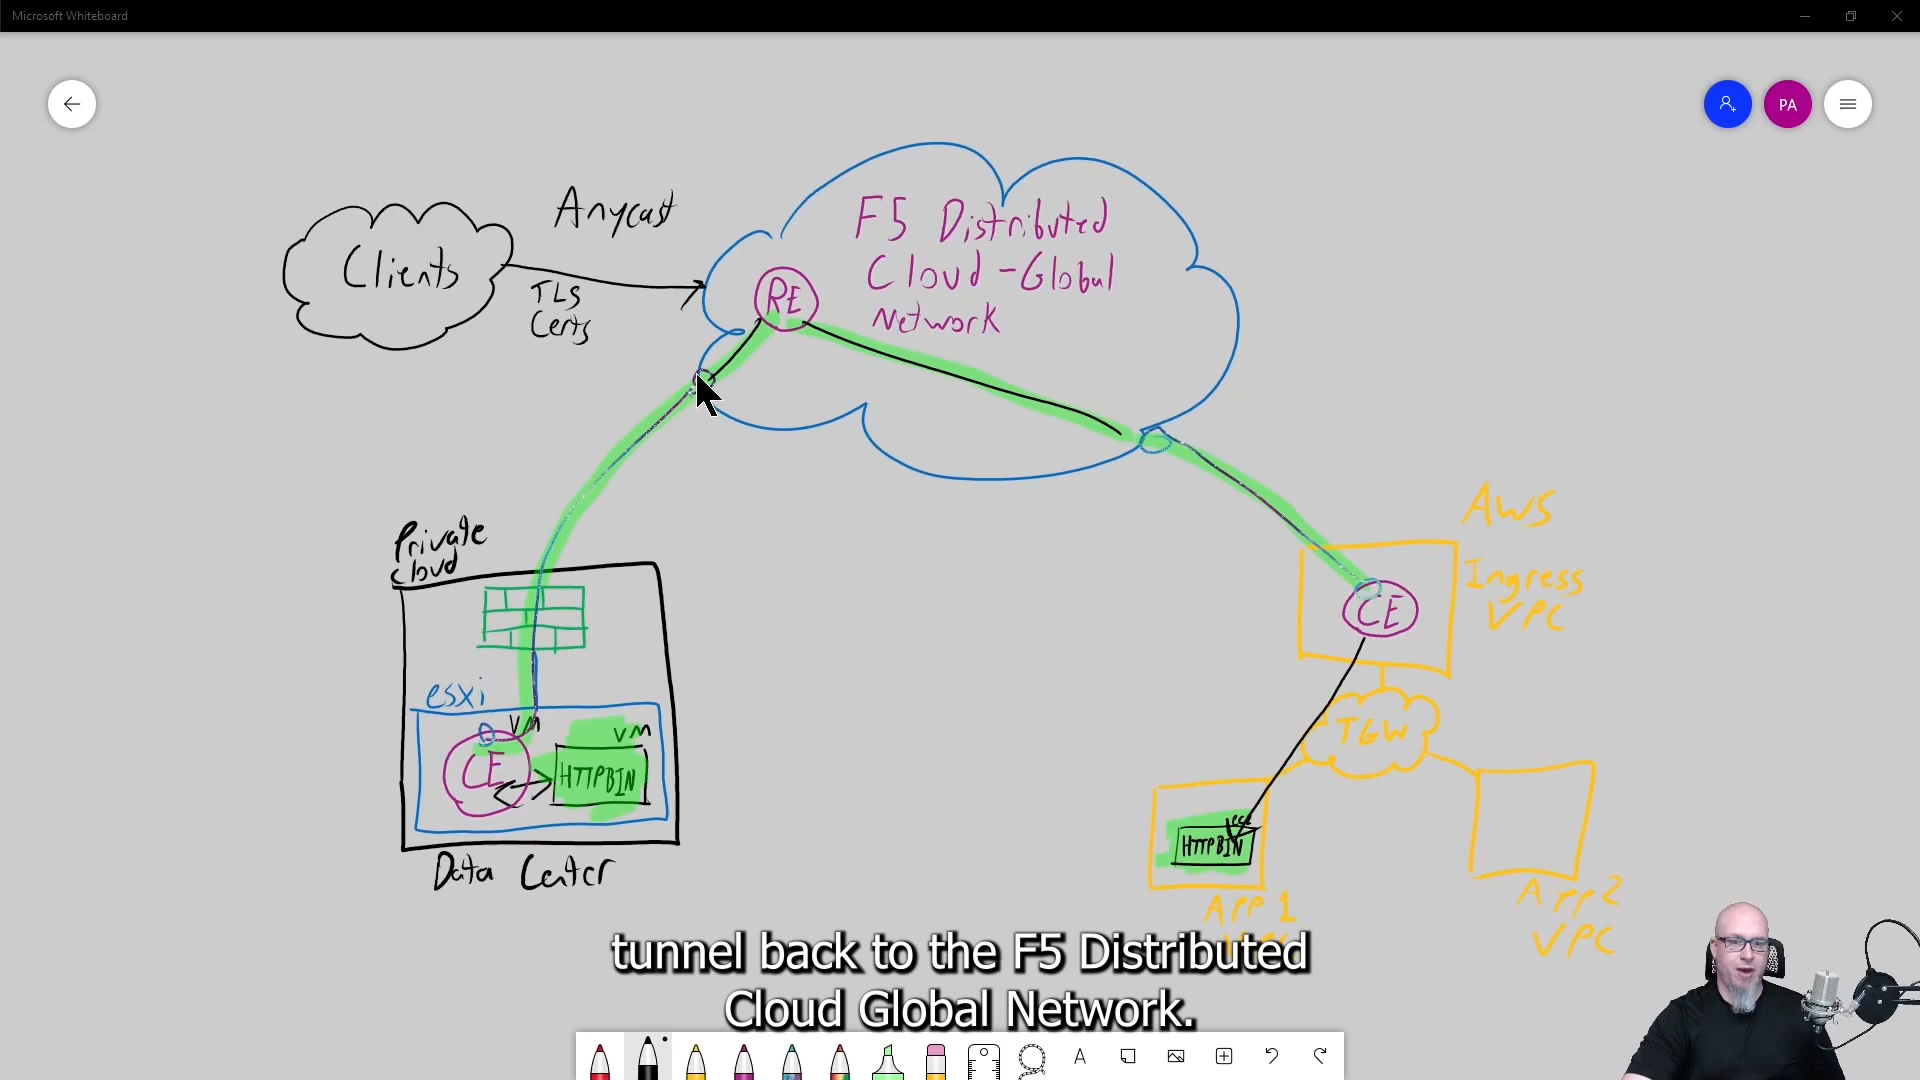 Microsoft Whiteboard
PA
Anycast
Clients
TLS
Certs
RE
F5 Distributed
Cloud - Global
Network
Private
Cloud
esxi
VM
VM
CE
HTTPBIN
Data Center
AWS
Ingress
VPC
CE
TGW
HTTPBIN
App 1
App 2
VPC
tunnel back to the F5 Distributed
Cloud Global Network.
A